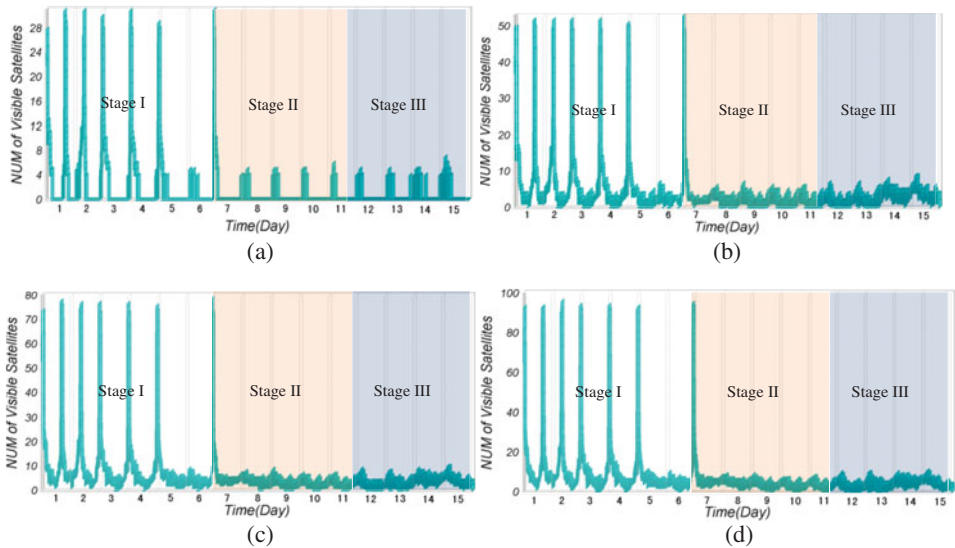 NUM of Visible Satellites
28
24
20
16
12
8
4
0
Stage I
Stage II
Stage III
1 2 3 4 5 6 7 8 9 10 11 12 13 14 15
Time(Day)
(a)
NUM of Visible Satellites
50
40
30
20
10
0
Stage I
Stage II
Stage III
1 2 3 4 5 6 7 8 9 10 11 12 13 14 15
Time(Day)
(b)
NUM of Visible Satellites
80
70
60
50
40
30
20
10
0
Stage I
Stage II
Stage III
1 2 3 4 5 6 7 8 9 10 11 12 13 14 15
Time(Day)
(c)
NUM of Visible Satellites
100
80
60
40
20
0
Stage I
Stage II
Stage III
1 2 3 4 5 6 7 8 9 10 11 12 13 14 15
Time(Day)
(d)